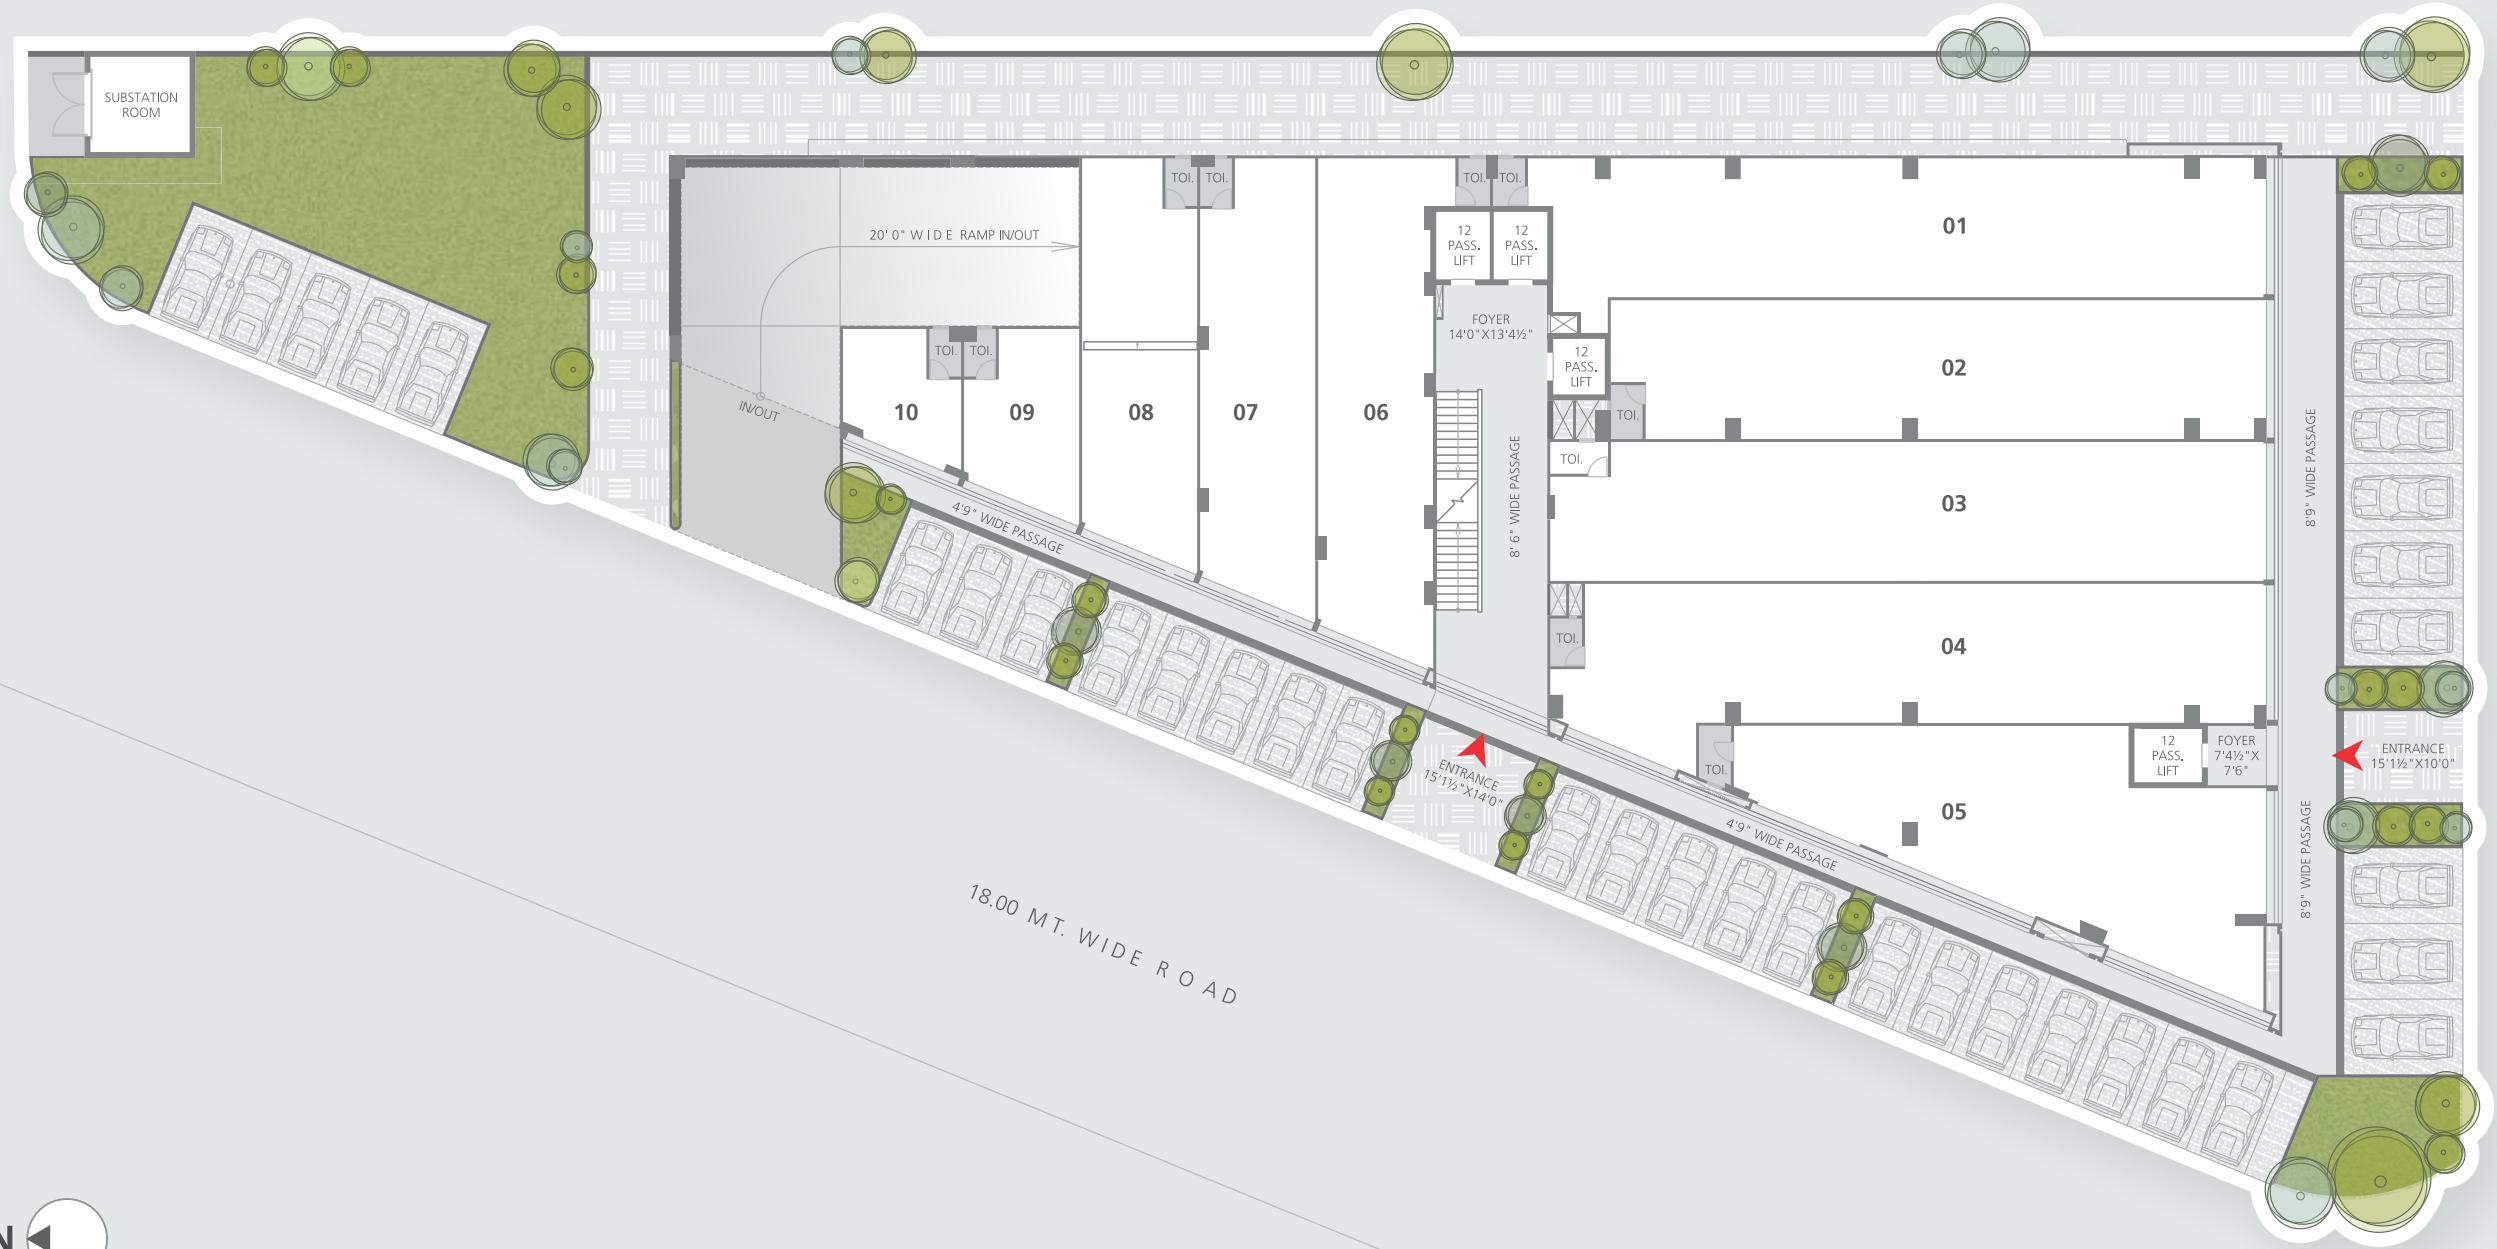 SUBSTATION
ROOM
20' 0" WIDE RAMP IN/OUT
IN/OUT
TOI.
TOI.
TOI.
TOI.
TOI.
TOI.
12
PASS.
LIFT
12
PASS.
LIFT
FOYER
14'0"X13'4½"
12
PASS.
LIFT
TOI.
TOI.
TOI.
TOI.
01
02
03
04
05
06
07
08
09
10
8' 6" WIDE PASSAGE
4'9" WIDE PASSAGE
4'9" WIDE PASSAGE
8'9" WIDE PASSAGE
8'9" WIDE PASSAGE
12
PASS.
LIFT
FOYER
7'4½"X
7'6"
ENTRANCE
15'1½"X10'0"
ENTRANCE
15'1½"X14'0"
18.00 MT. WIDE ROAD
N